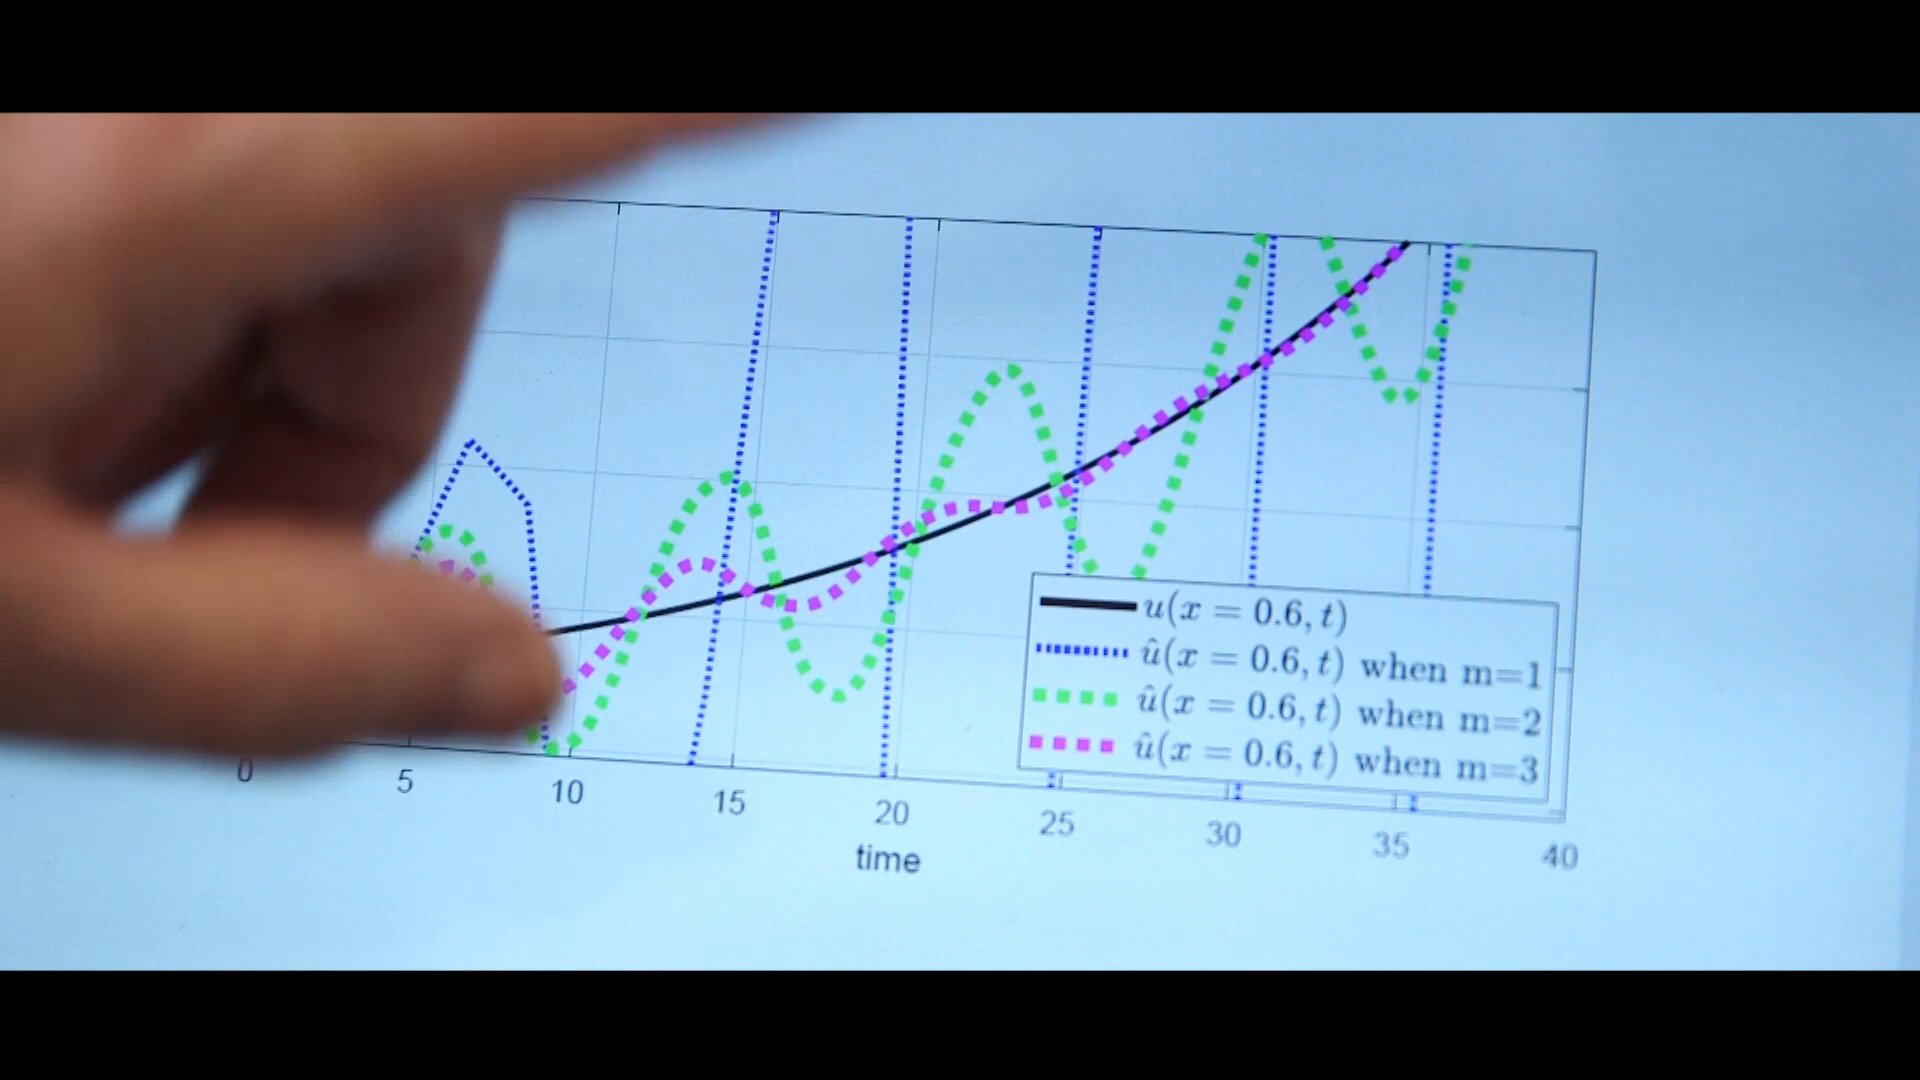 u(x = 0.6, t)
û(x = 0.6, t) when m=1
û(x = 0.6, t) when m=2
û(x = 0.6, t) when m=3
0 5 10 15 20 25 30 35 40
time